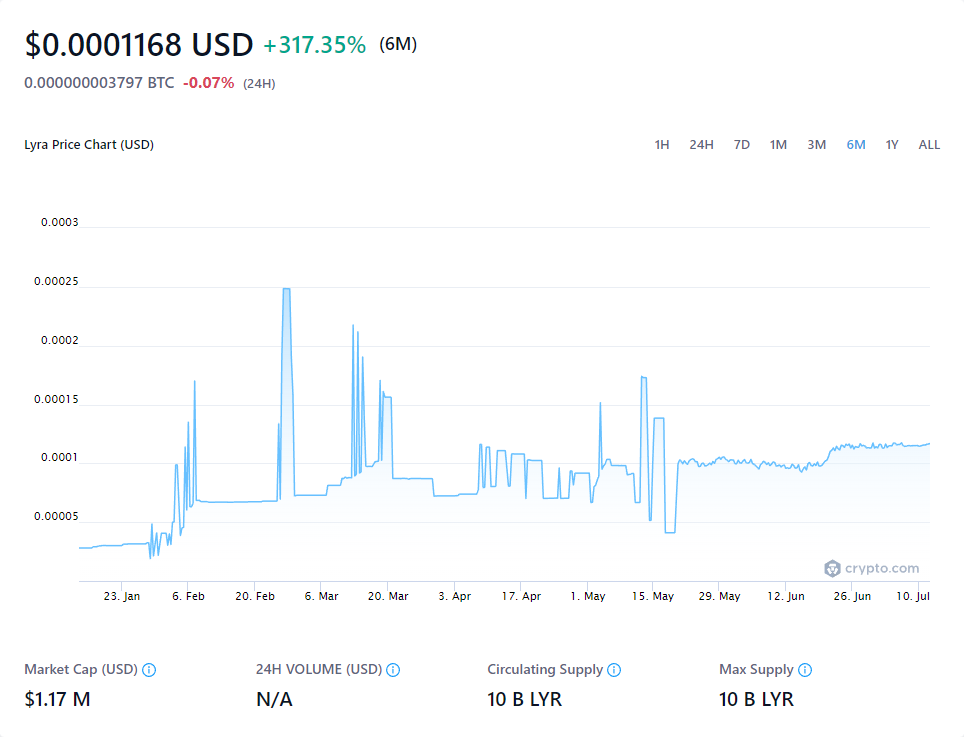 $0.0001168 USD +317.35% (6M)
0.000000003797 BTC -0.07% (24H)
Lyra Price Chart (USD) 1H 24H 7D 1M 3M 6M 1Y ALL
0.0003
0.00025
0.0002
0.00015
0.0001
0.00005
crypto.com
23. Jan 6. Feb 20. Feb 6. Mar 20. Mar 3. Apr 17. Apr 1. May 15. May 29. May 12. Jun 26. Jun 10. Jul
Market Cap (USD) 24H VOLUME (USD) Circulating Supply Max Supply
$1.17 M N/A 10 B LYR 10 B LYR